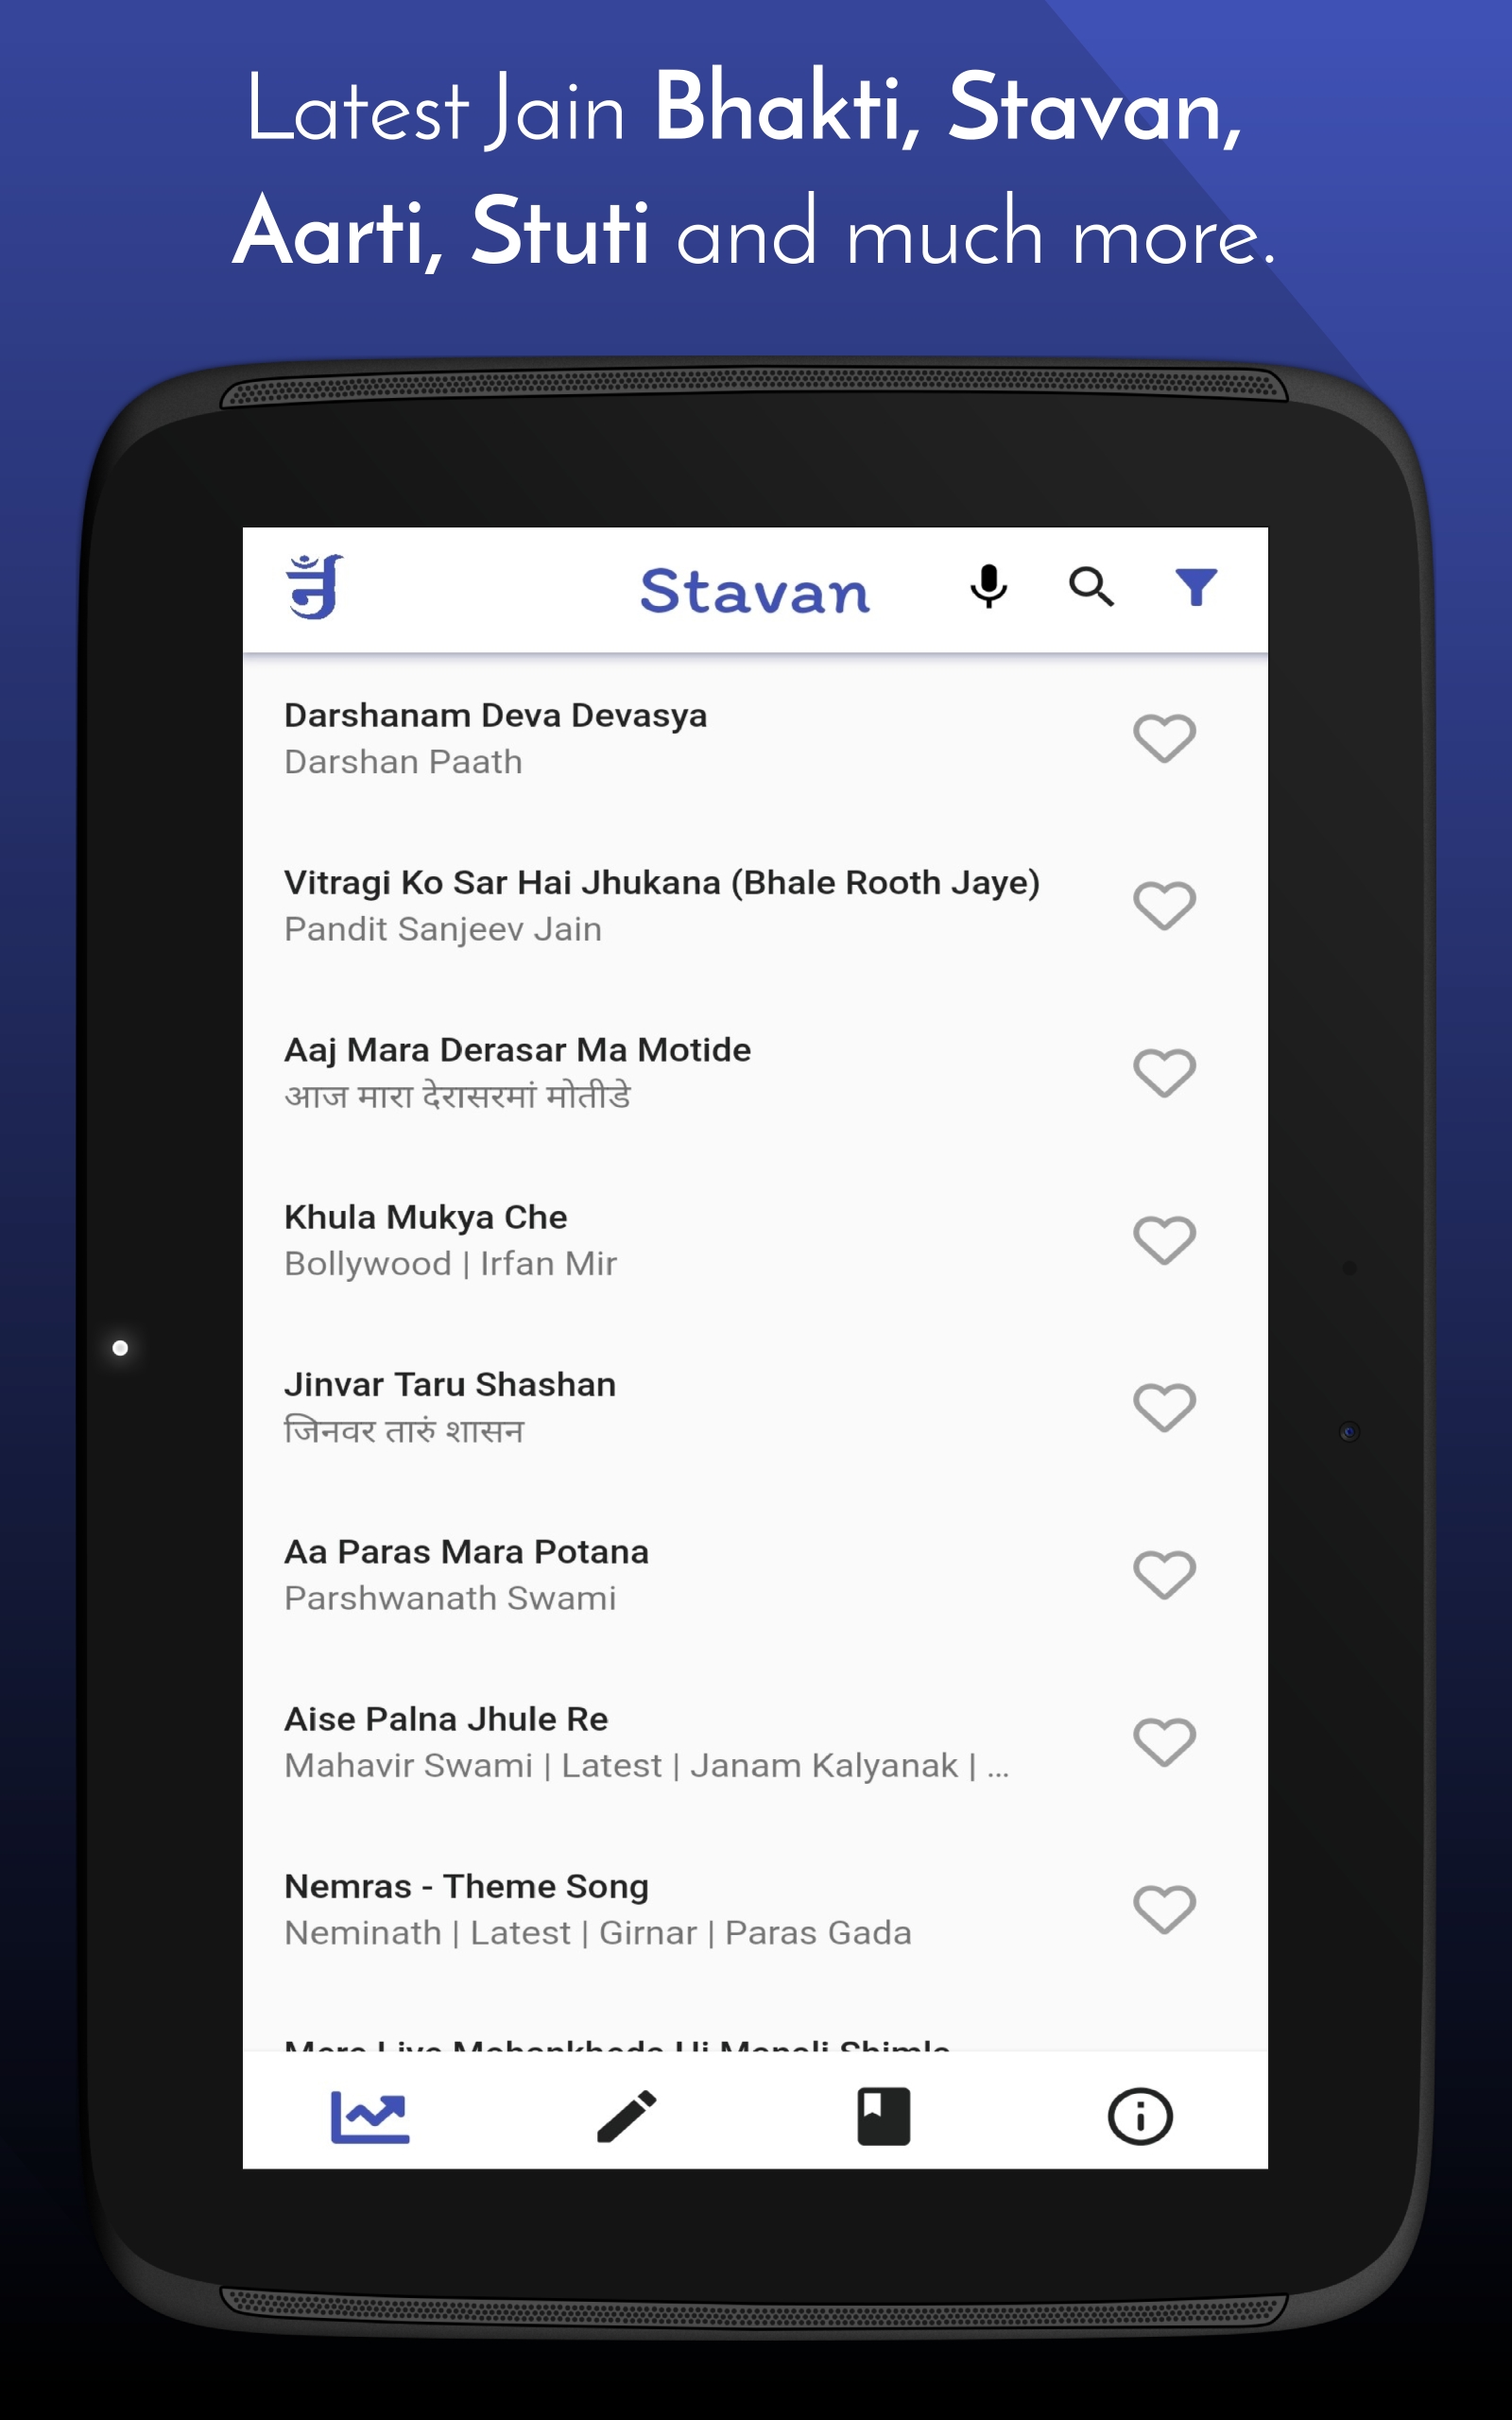 Latest Jain Bhakti, Stavan,
Aarti, Stuti and much more.
Stavan
Darshanam Deva Devasya
Darshan Paath
Vitragi Ko Sar Hai Jhukana (Bhale Rooth Jaye)
Pandit Sanjeev Jain
Aaj Mara Derasar Ma Motide
आज मारा देरासरमां मोतीडे
Khula Mukya Che
Bollywood | Irfan Mir
Jinvar Taru Shashan
जिनवर तारुं शासन
Aa Paras Mara Potana
Parshwanath Swami
Aise Palna Jhule Re
Mahavir Swami | Latest | Janam Kalyanak | ...
Nemras - Theme Song
Neminath | Latest | Girnar | Paras Gada